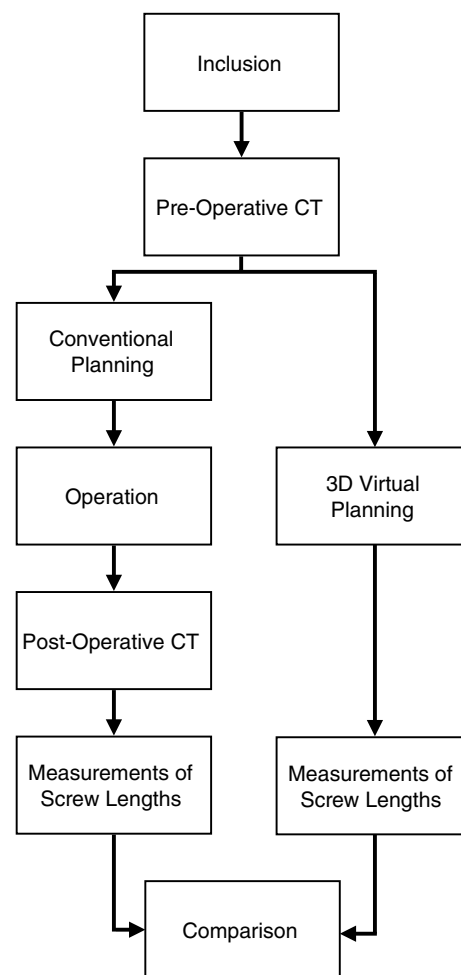 Inclusion
Pre-Operative CT
Conventional
Planning
Operation
3D Virtual
Planning
Post-Operative CT
Measurements of
Screw Lengths
Measurements of
Screw Lengths
Comparison